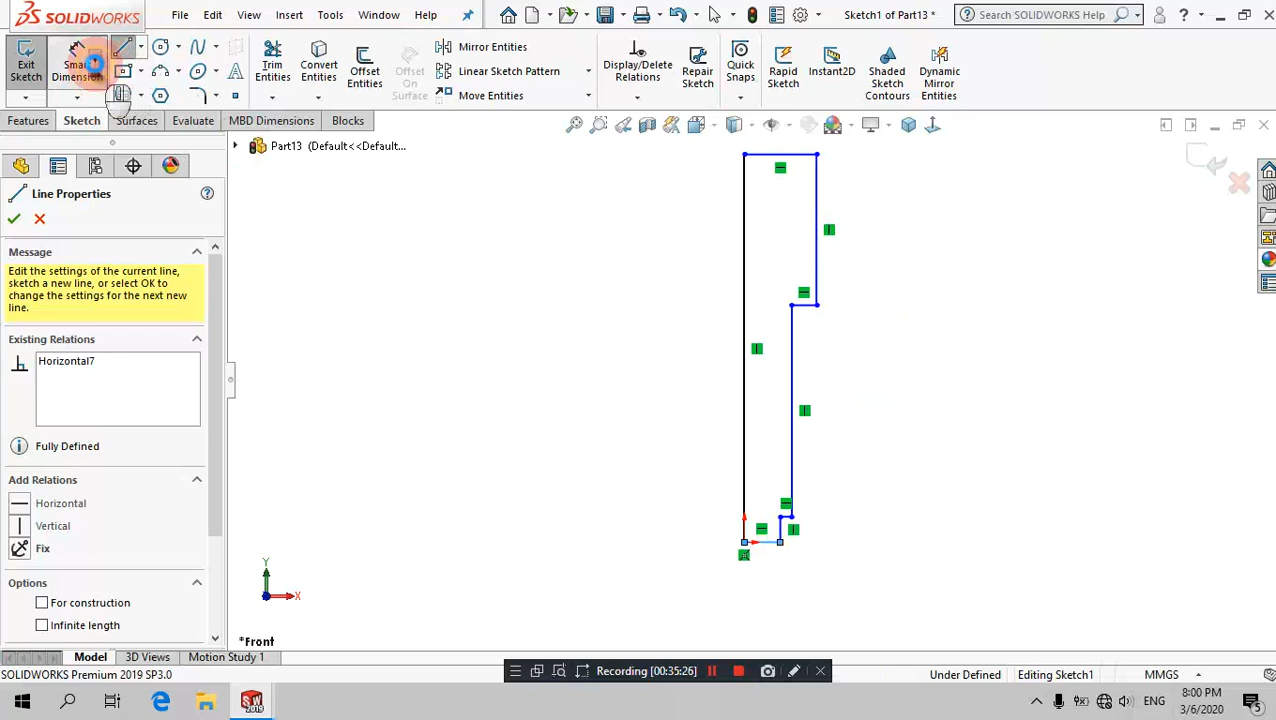 SOLIDWORKS
File Edit View Insert Tools Window Help
Sketch1 of Part13 *
Search SOLIDWORKS Help
Exit Sketch
Smart Dimension
Trim Entities
Convert Entities
Offset Entities
Offset On Surface
Mirror Entities
Linear Sketch Pattern
Move Entities
Display/Delete Relations
Repair Sketch
Quick Snaps
Rapid Sketch
Instant2D
Shaded Sketch Contours
Dynamic Mirror Entities
Features Sketch Surfaces Evaluate MBD Dimensions Blocks
Part13 (Default<<Default...
Line Properties
Message
Edit the settings of the current line,
sketch a new line, or select OK to
change the settings for the next new
line.
Existing Relations
Horizontal7
Fully Defined
Add Relations
Horizontal
Vertical
Fix
Options
For construction
Infinite length
Y
X
*Front
Model 3D Views Motion Study 1
Recording [00:35:26]
SOLIDWORKS Premium 2019 SP3.0
Under Defined Editing Sketch1 MMGS
SW
2019
ENG
8:00 PM
3/6/2020
5